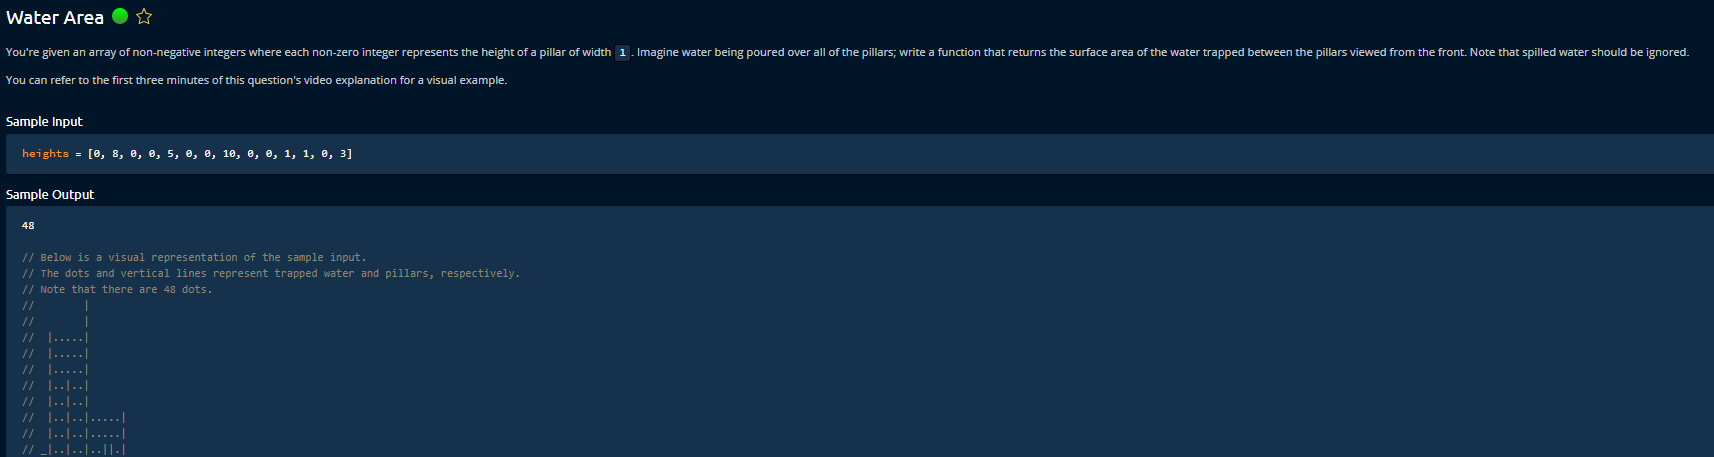 Water Area
You're given an array of non-negative integers where each non-zero integer represents the height of a pillar of width 1. Imagine water being poured over all of the pillars; write a function that returns the surface area of the water trapped between the pillars viewed from the front. Note that spilled water should be ignored.
You can refer to the first three minutes of this question's video explanation for a visual example.
Sample Input
heights = [0, 8, 0, 0, 5, 0, 0, 10, 0, 0, 1, 1, 0, 3]
Sample Output
48
// Below is a visual representation of the sample input.
// The dots and vertical lines represent trapped water and pillars, respectively.
// Note that there are 48 dots.
//        |
//        |
//  |.....|
//  |.....|
//  |.....|
//  |..|..|
//  |..|..|
//  |..|..|.....|
//  |..|..|.....|
// _|..|..|..||.|